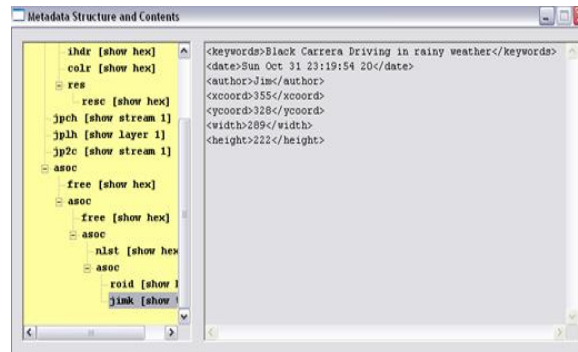 Metadata Structure and Contents
ihdr [show hex]
colr [show hex]
res
resc [show hex]
jpch [show stream 1]
jplh [show layer 1]
jp2c [show stream 1]
asoc
free [show hex]
asoc
free [show hex]
asoc
nlst [show hex
asoc
roid [show
jimk [show
<keywords>Black Carrera Driving in rainy weather</keywords>
<date>Sun Oct 31 23:19:54 20</date>
<author>Jim</author>
<xcoord>355</xcoord>
<ycoord>328</ycoord>
<width>289</width>
<height>222</height>